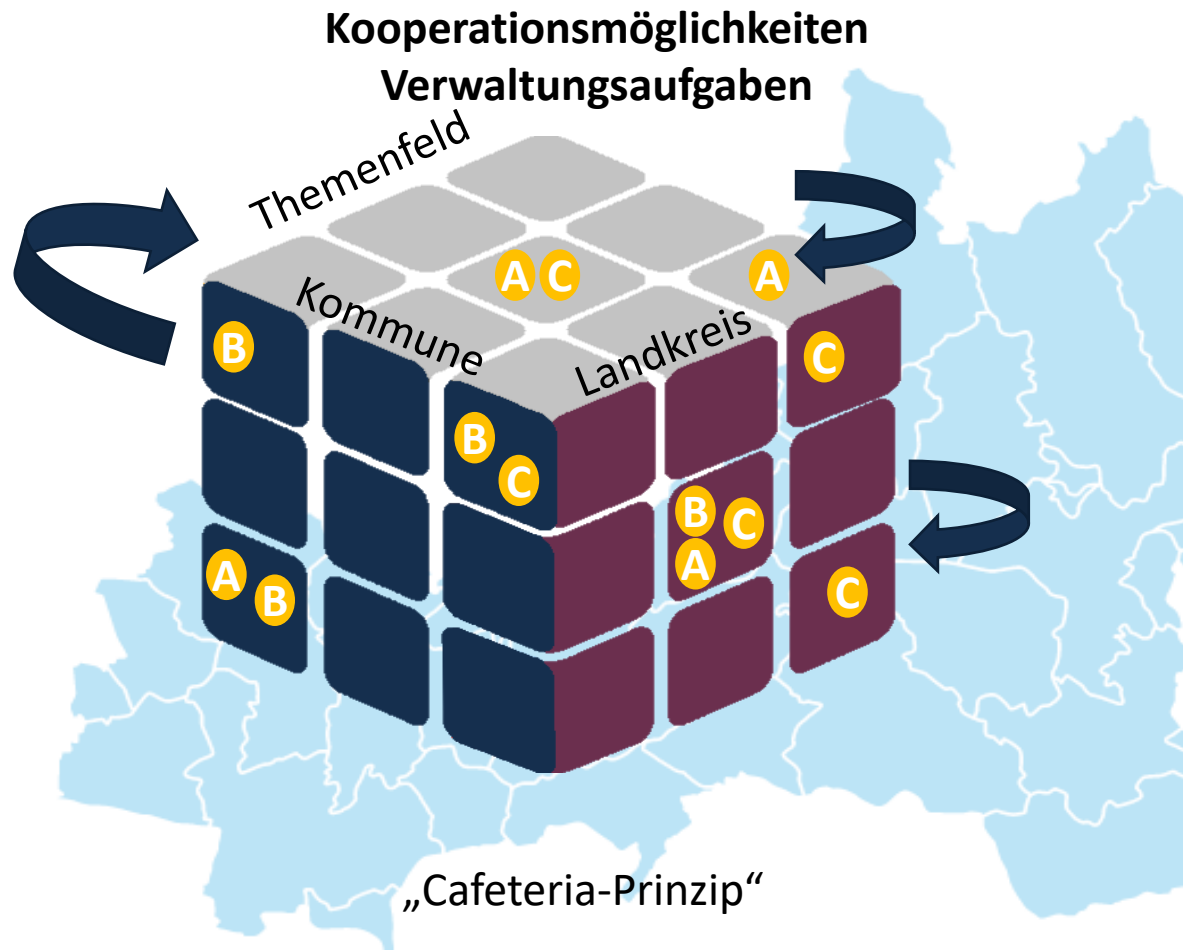 Kooperationsmöglichkeiten
Verwaltungsaufgaben
Themenfeld
A C
A
Kommune
Landkreis
B
C
B
C
B
C
A
A
B
C
„Cafeteria-Prinzip“